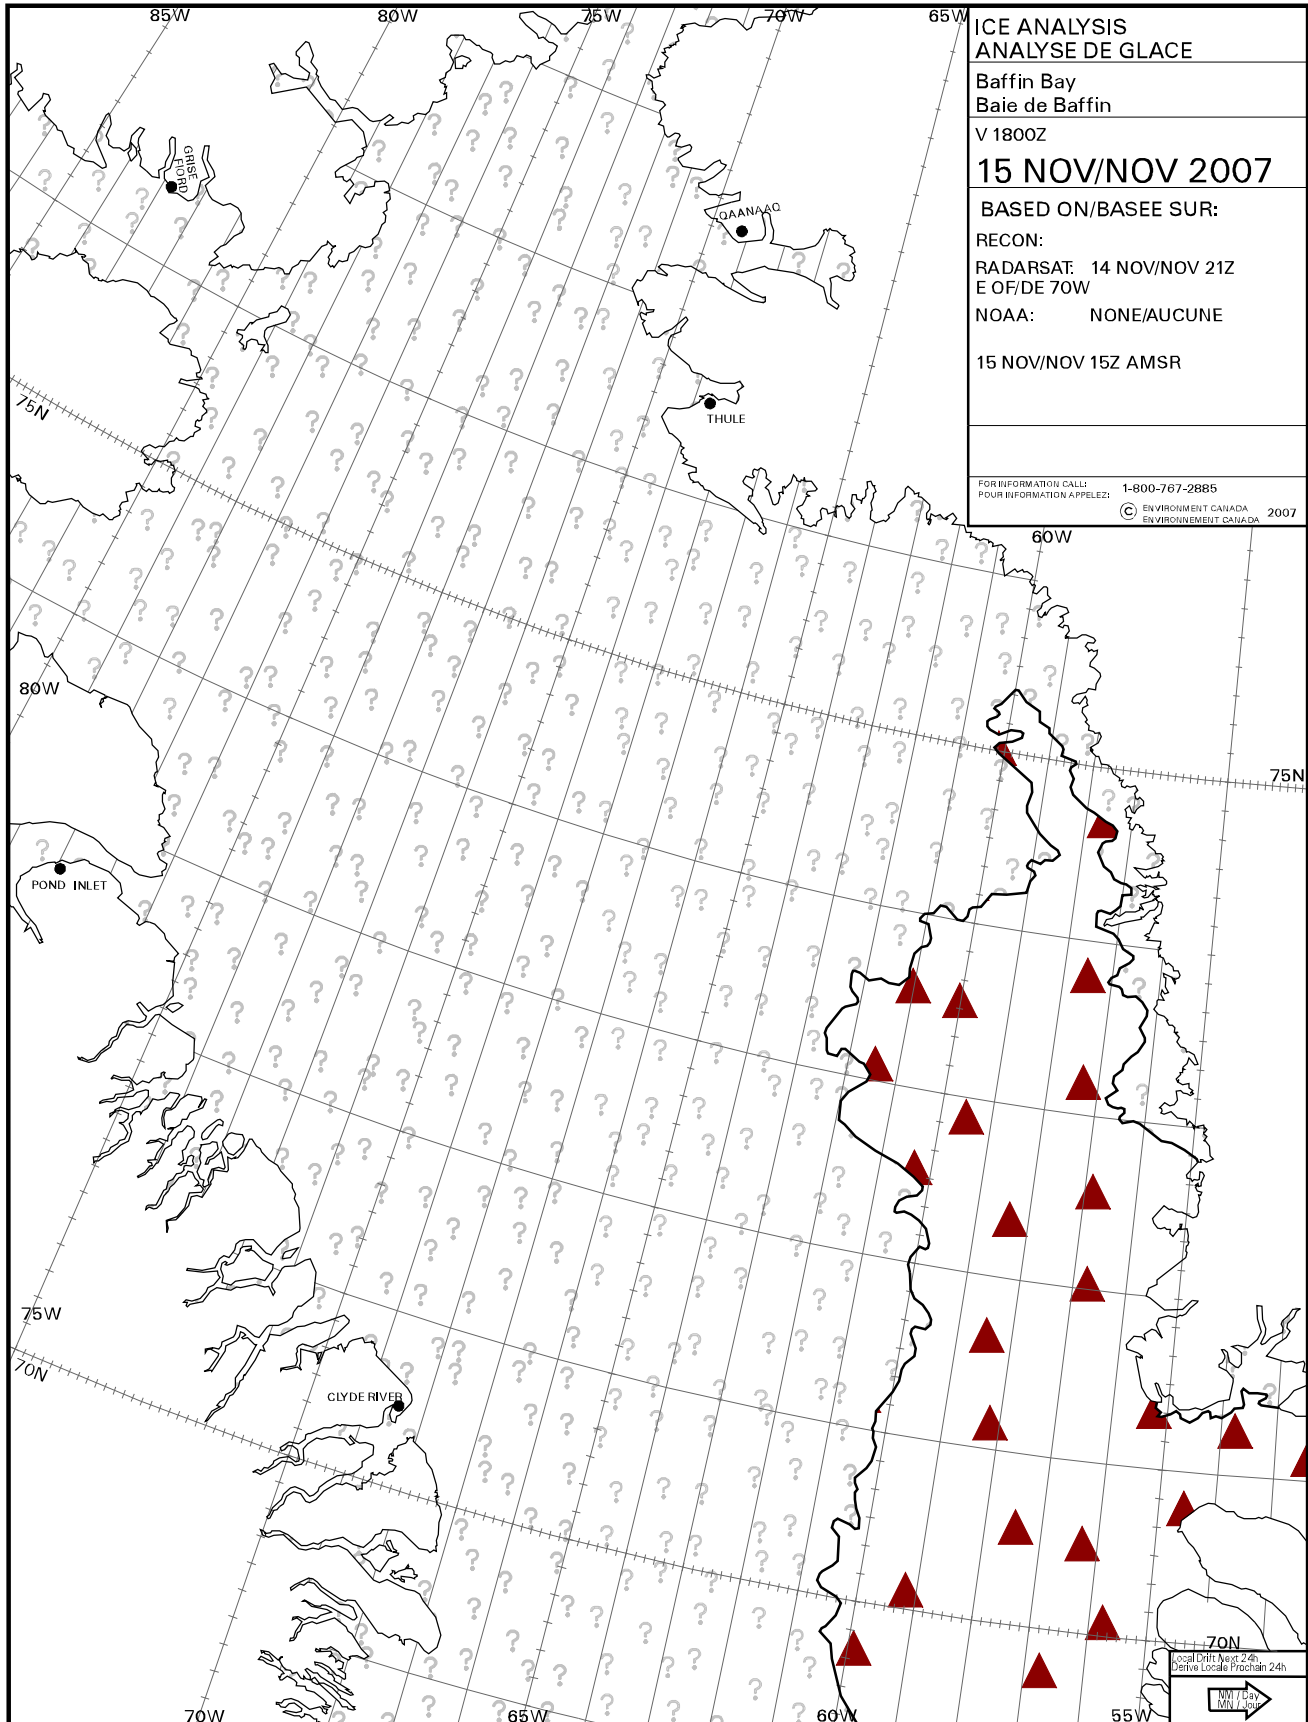 85W
80W
75W
70W
65W
ICE ANALYSIS
ANALYSE DE GLACE
Baffin Bay
Baie de Baffin
V 1800Z
15 NOV/NOV 2007
BASED ON/BASEE SUR:
RECON:
RADARSAT: 14 NOV/NOV 21Z
E OF/DE 70W
NOAA: NONE/AUCUNE
15 NOV/NOV 15Z AMSR
FOR INFORMATION CALL:
POUR INFORMATION APPELEZ: 1-800-767-2885
© ENVIRONMENT CANADA
ENVIRONNEMENT CANADA 2007
GRISE
FIORD
QAANAAQ
THULE
75N
60W
80W
75N
POND INLET
75W
70N
CLYDE RIVER
70N
Local Drift Next 24h
Derive Locale Prochain 24h
NM / Day
MN / Jour
70W
65W
60W
55W